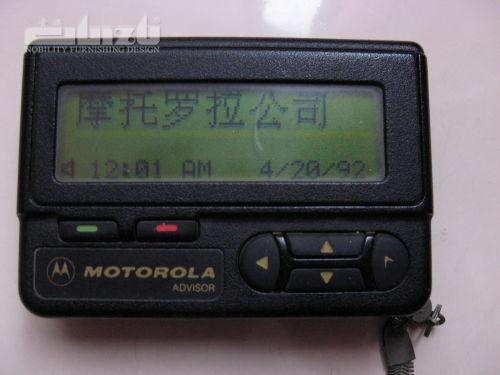 NOBILITY FURNISHING DESIGN
摩托罗拉公司
12:01 AM 4/20/92
MOTOROLA
ADVISOR